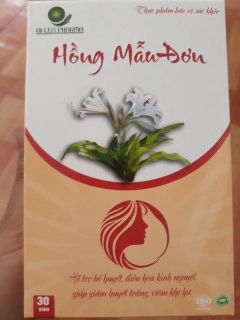 Thực phẩm bảo vệ sức khỏe
Hồng Mẫu Đơn
Hỗ trợ bổ huyết, điều hòa kinh nguyệt,
giúp giảm huyết trắng, viêm khí hư.
30
viên
ISO